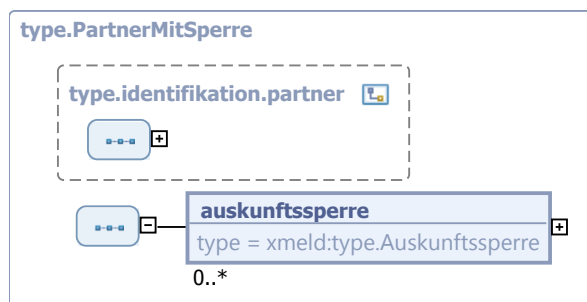 type.PartnerMitSperre
type.identifikation.partner
auskunftssperre
type = xmeld:type.Auskunftssperre
0..*